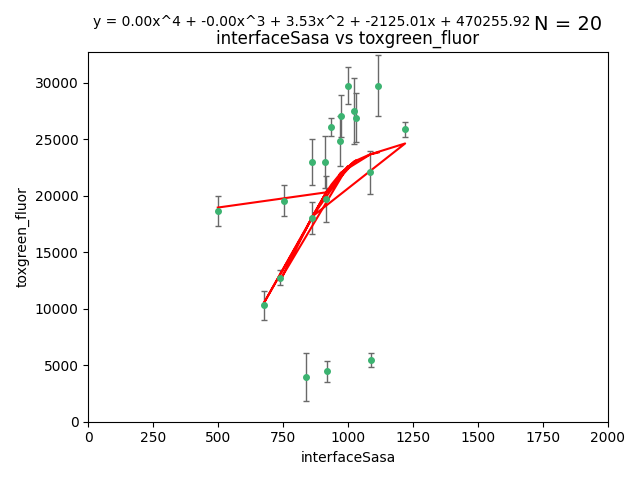 y = 0.00x^4 + -0.00x^3 + 3.53x^2 + -2125.01x + 470255.92 N = 20
interfaceSasa vs toxgreen_fluor
30000
25000
20000
15000
10000
5000
0
toxgreen_fluor
0 250 500 750 1000 1250 1500 1750 2000
interfaceSasa